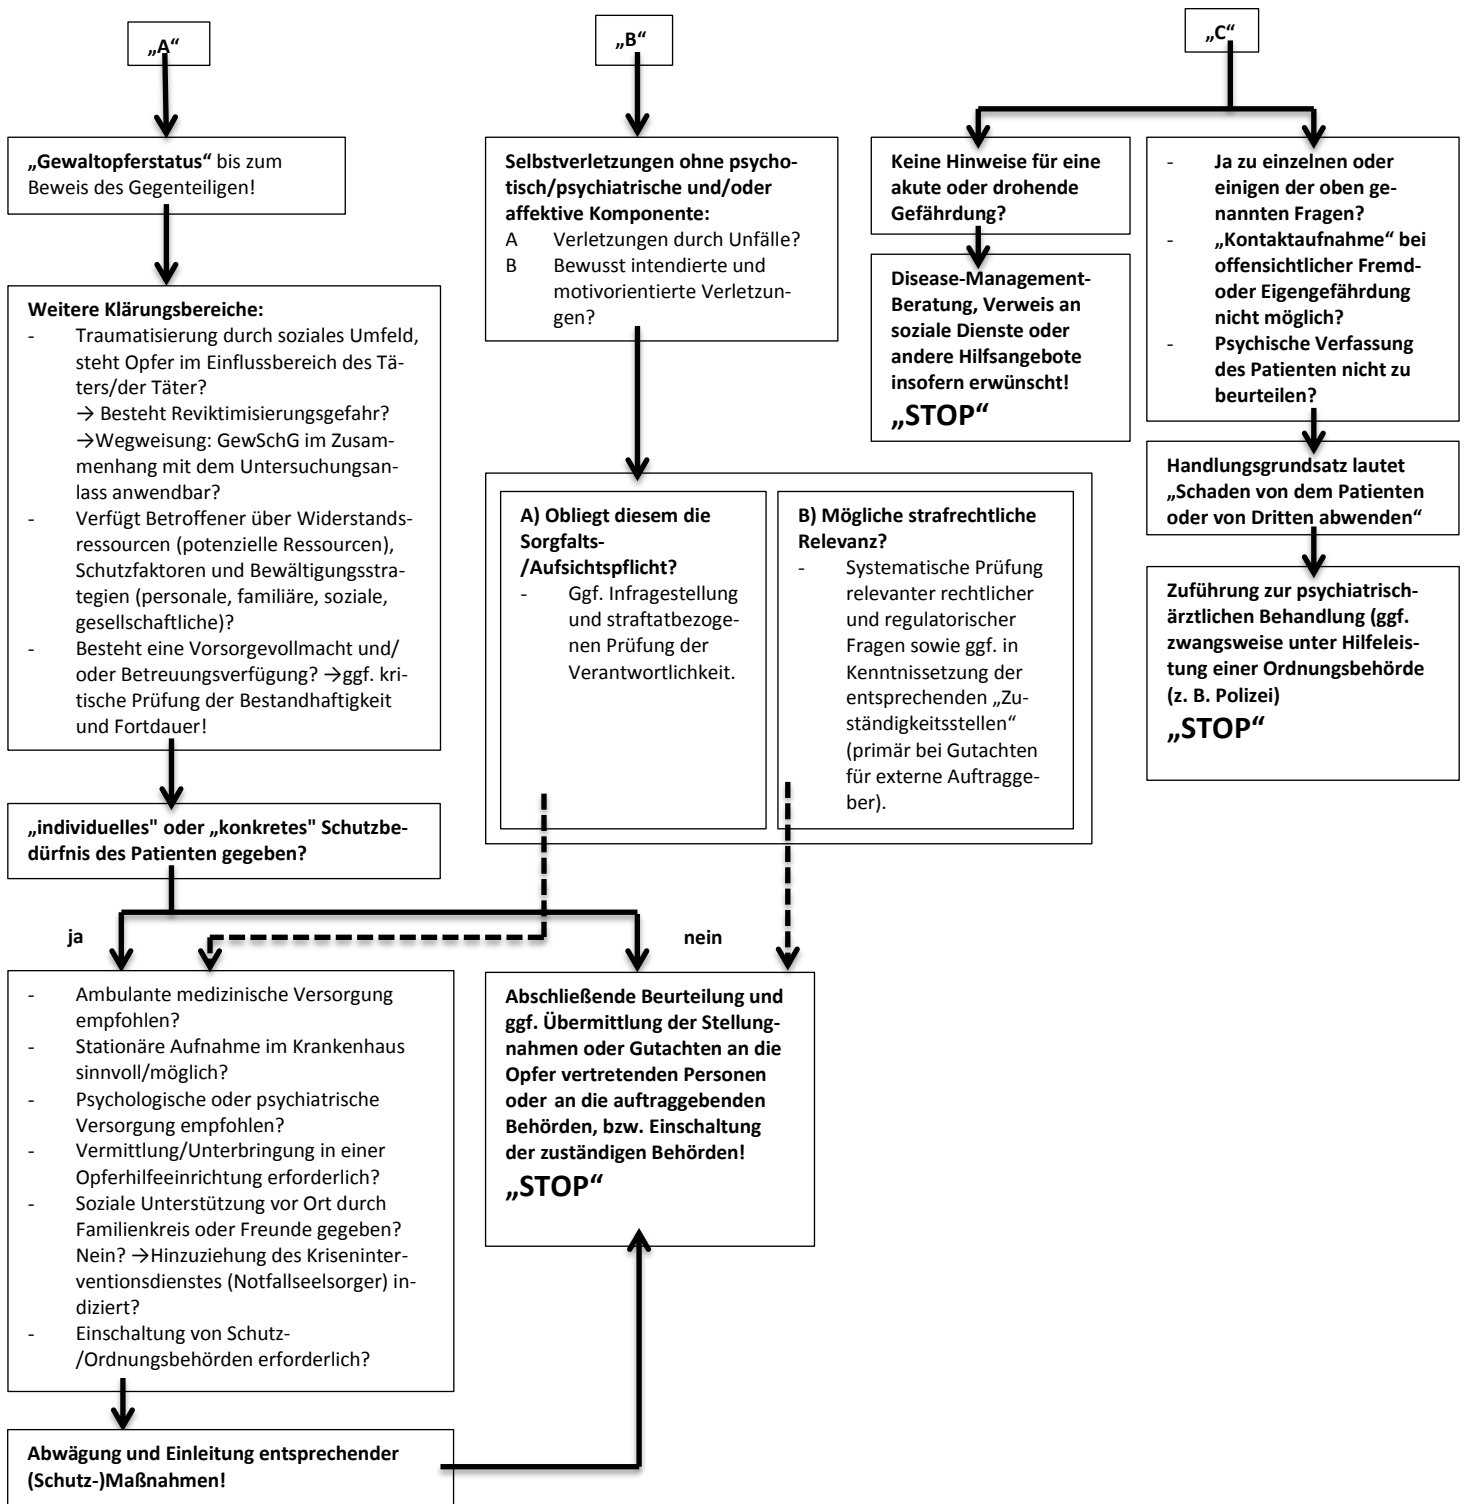 „A“
„Gewaltopferstatus“ bis zum
Beweis des Gegenteiligen!
Weitere Klärungsbereiche:
- Traumatisierung durch soziales Umfeld,
steht Opfer im Einflussbereich des Tä-
ters/der Täter?
→ Besteht Reviktimisierungsgefahr?
→Wegweisung: GewSchG im Zusam-
menhang mit dem Untersuchungsan-
lass anwendbar?
- Verfügt Betroffener über Widerstands-
ressourcen (potenzielle Ressourcen),
Schutzfaktoren und Bewältigungsstra-
tegien (personale, familiäre, soziale,
gesellschaftliche)?
- Besteht eine Vorsorgevollmacht und/
oder Betreuungsverfügung? →ggf. kri-
tische Prüfung der Bestandhaftigkeit
und Fortdauer!
„individuelles" oder „konkretes" Schutzbe-
dürfnis des Patienten gegeben?
ja
nein
- Ambulante medizinische Versorgung
empfohlen?
- Stationäre Aufnahme im Krankenhaus
sinnvoll/möglich?
- Psychologische oder psychiatrische
Versorgung empfohlen?
- Vermittlung/Unterbringung in einer
Opferhilfeeinrichtung erforderlich?
- Soziale Unterstützung vor Ort durch
Familienkreis oder Freunde gegeben?
Nein? →Hinzuziehung des Kriseninter-
ventionsdienstes (Notfallseelsorger) in-
diziert?
- Einschaltung von Schutz-
/Ordnungsbehörden erforderlich?
Abwägung und Einleitung entsprechender
(Schutz-)Maßnahmen!
„B“
Selbstverletzungen ohne psycho-
tisch/psychiatrische und/oder
affektive Komponente:
A Verletzungen durch Unfälle?
B Bewusst intendierte und
motivorientierte Verletzun-
gen?
A) Obliegt diesem die
Sorgfalts-
/Aufsichtspflicht?
- Ggf. Infragestellung
und straftatbezoge-
nen Prüfung der
Verantwortlichkeit.
B) Mögliche strafrechtliche
Relevanz?
- Systematische Prüfung
relevanter rechtlicher
und regulatorischer
Fragen sowie ggf. in
Kenntnissetzung der
entsprechenden „Zu-
ständigkeitsstellen“
(primär bei Gutachten
für externe Auftragge-
ber).
Abschließende Beurteilung und
ggf. Übermittlung der Stellung-
nahmen oder Gutachten an die
Opfer vertretenden Personen
oder an die auftraggebenden
Behörden, bzw. Einschaltung
der zuständigen Behörden!
„STOP“
„C“
Keine Hinweise für eine
akute oder drohende
Gefährdung?
Disease-Management-
Beratung, Verweis an
soziale Dienste oder
andere Hilfsangebote
insofern erwünscht!
„STOP“
- Ja zu einzelnen oder
einigen der oben ge-
nannten Fragen?
- „Kontaktaufnahme“ bei
offensichtlicher Fremd-
oder Eigengefährdung
nicht möglich?
- Psychische Verfassung
des Patienten nicht zu
beurteilen?
Handlungsgrundsatz lautet
„Schaden von dem Patienten
oder von Dritten abwenden“
Zuführung zur psychiatrisch-
ärztlichen Behandlung (ggf.
zwangsweise unter Hilfeleis-
tung einer Ordnungsbehörde
(z. B. Polizei)
„STOP“